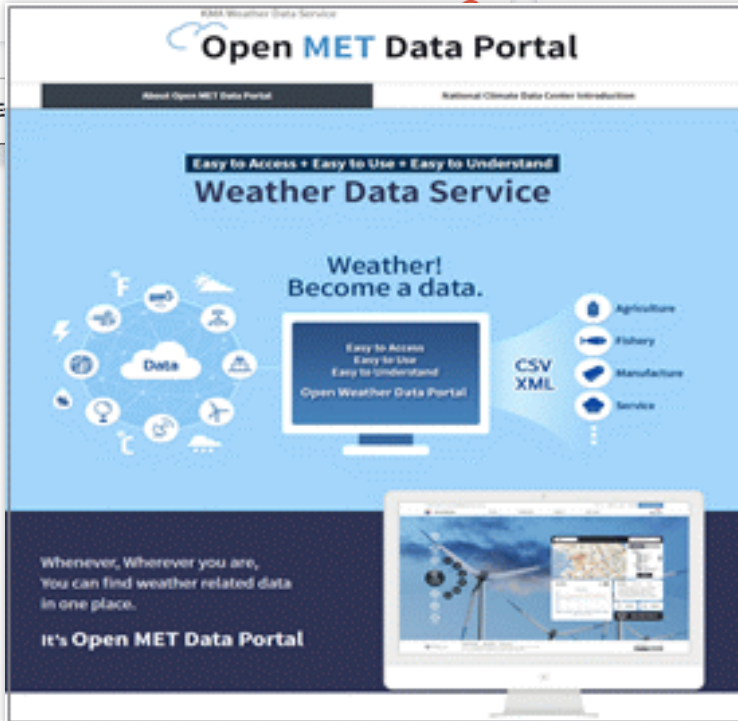 KMA Weather Data Service
Open MET Data Portal
About Open MET Data Portal
National Climate Data Center Introduction
Easy to Access + Easy to Use + Easy to Understand
Weather Data Service
Weather!
Become a data.
°F
Data
°C
Easy to Access
Easy to Use
Easy to Understand
Open Weather Data Portal
CSV
XML
Agriculture
Fishery
Manufacture
Service
Whenever, Wherever you are,
You can find weather related data
in one place.
It's Open MET Data Portal